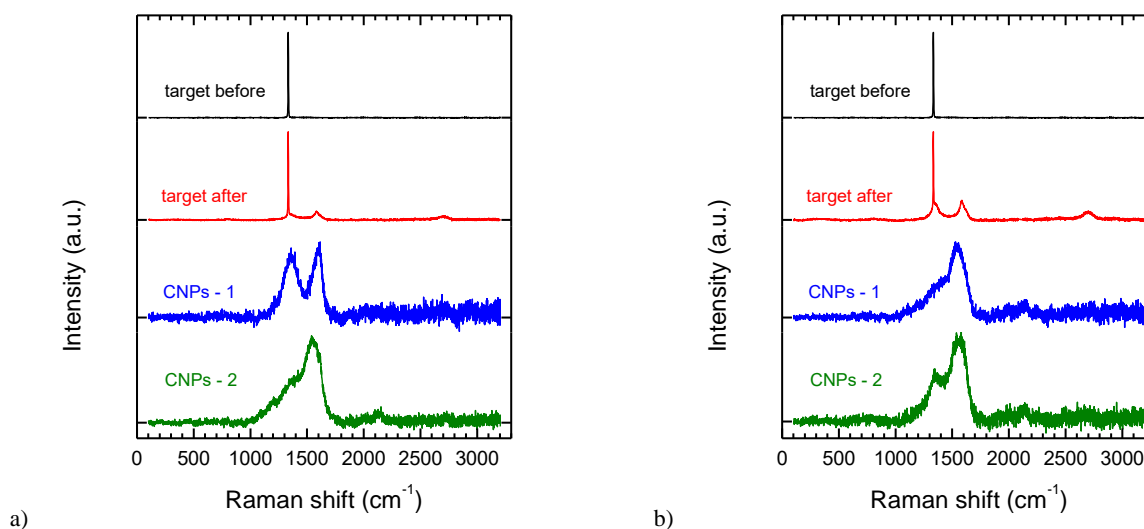 target before
target after
CNPs - 1
CNPs - 2
Intensity (a.u.)
0 500 1000 1500 2000 2500 3000
Raman shift (cm⁻¹)
a)
target before
target after
CNPs - 1
CNPs - 2
Intensity (a.u.)
0 500 1000 1500 2000 2500 3000
Raman shift (cm⁻¹)
b)